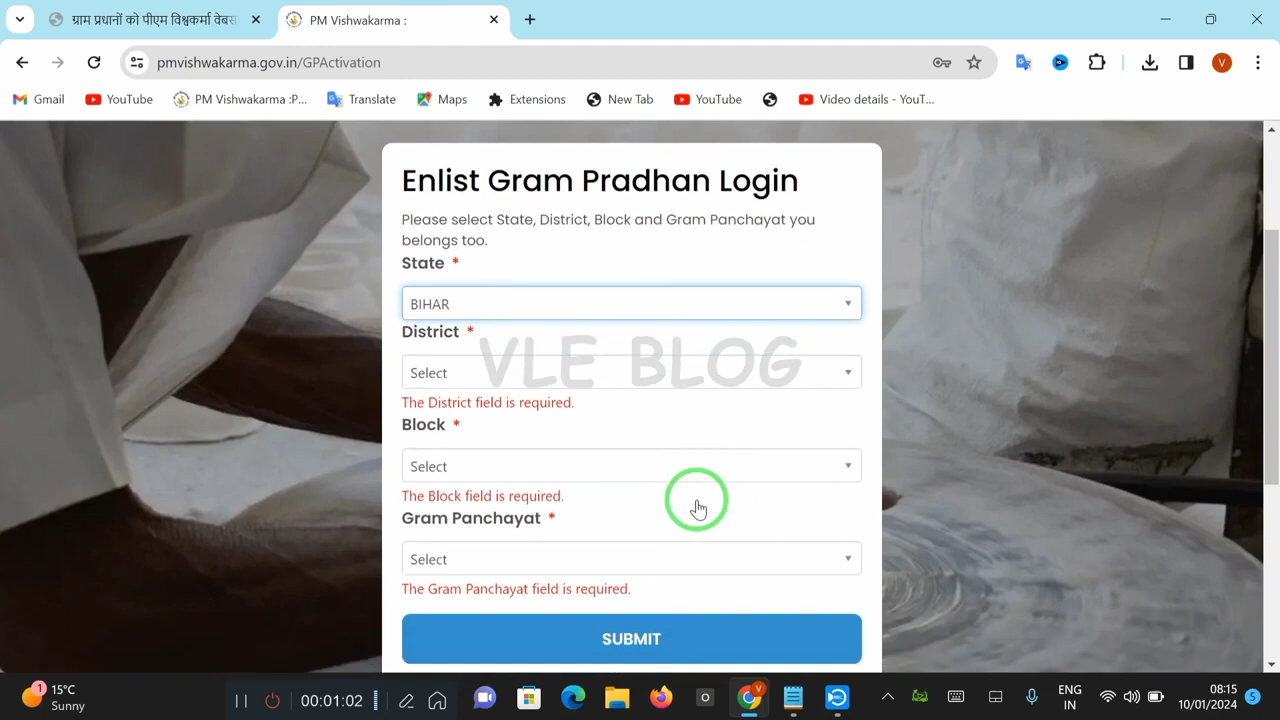 ग्राम प्रधानों को पीएम विश्वकर्मा वेबसा
PM Vishwakarma :
pmvishwakarma.gov.in/GPActivation
V
Gmail
YouTube
PM Vishwakarma :P...
Translate
Maps
Extensions
New Tab
YouTube
Video details - YouT...
Enlist Gram Pradhan Login
Please select State, District, Block and Gram Panchayat you
belongs too.
State *
BIHAR
District *
VLE BLOG
Select
The District field is required.
Block *
Select
The Block field is required.
Gram Panchayat *
Select
The Gram Panchayat field is required.
SUBMIT
1
15°C
Sunny
00:01:02
V
ENG
IN
08:15
10/01/2024
5